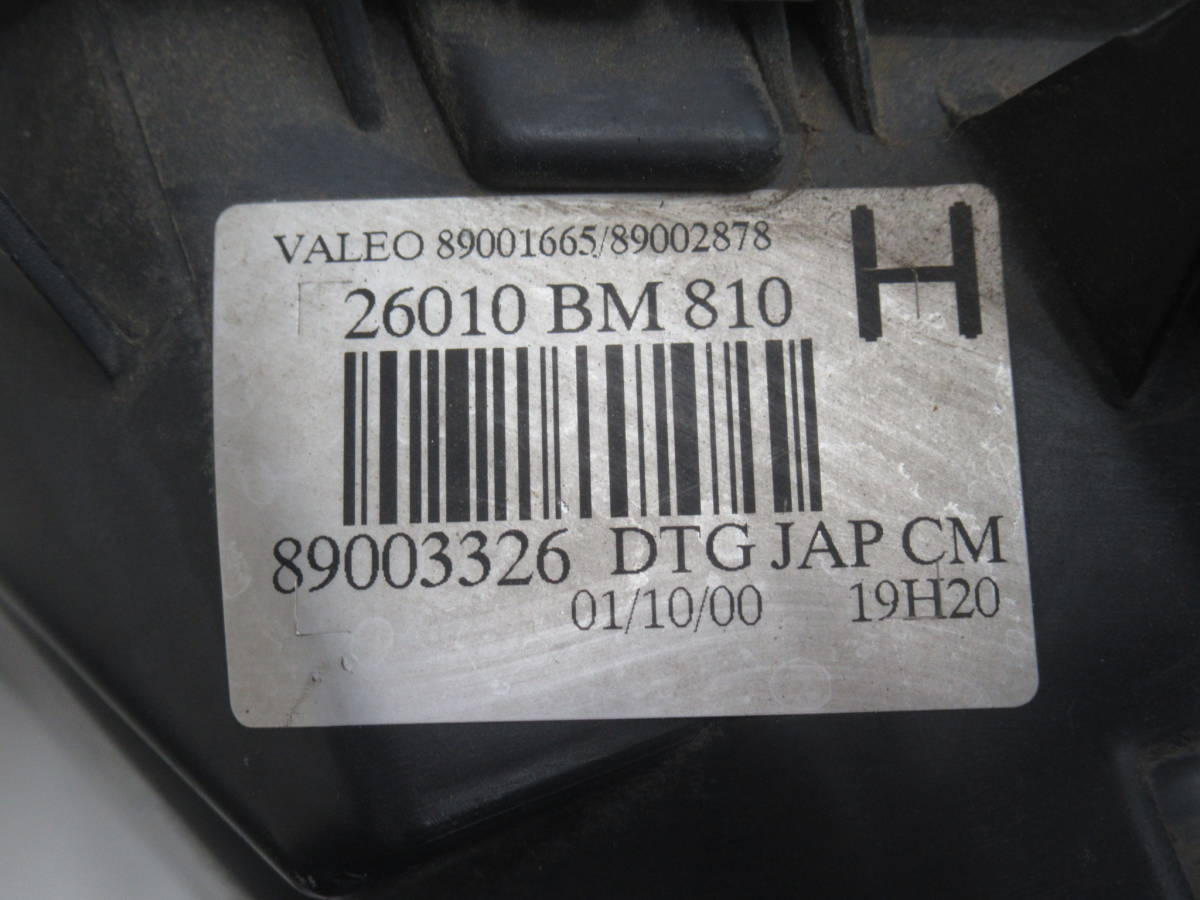 VALEO 89001665/89002878
H
26010 BM 810
89003326 DTG JAP CM
01/10/00 19H20